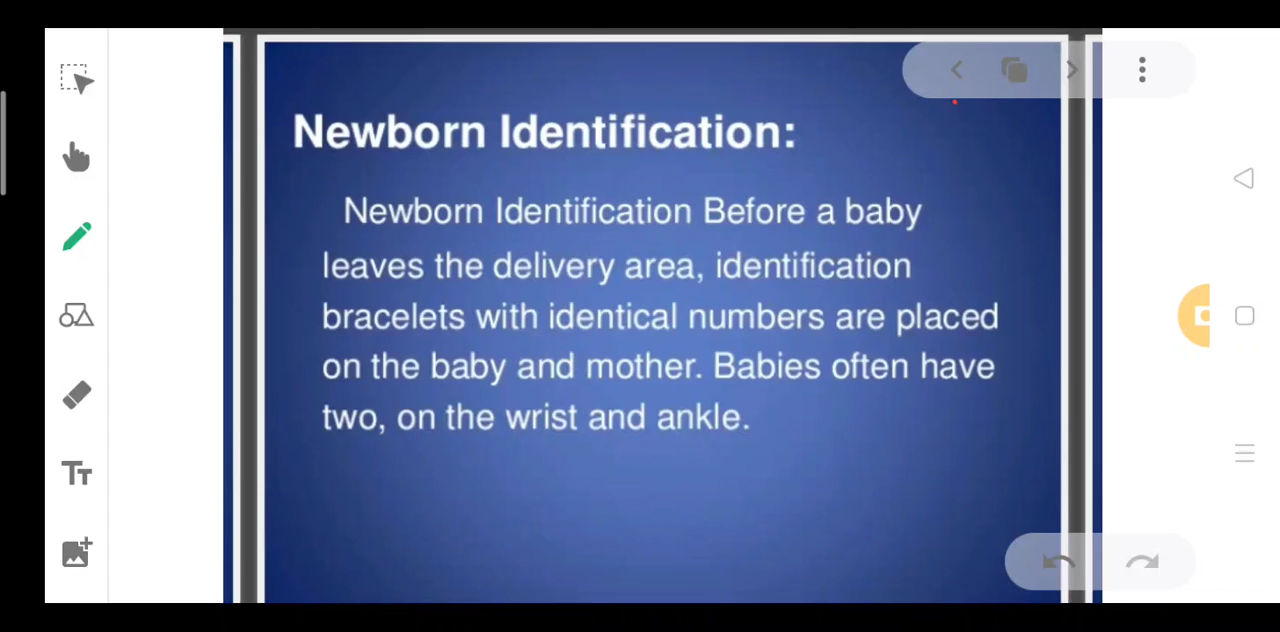 Newborn Identification:
Newborn Identification Before a baby
leaves the delivery area, identification
bracelets with identical numbers are placed
on the baby and mother. Babies often have
two, on the wrist and ankle.
TT